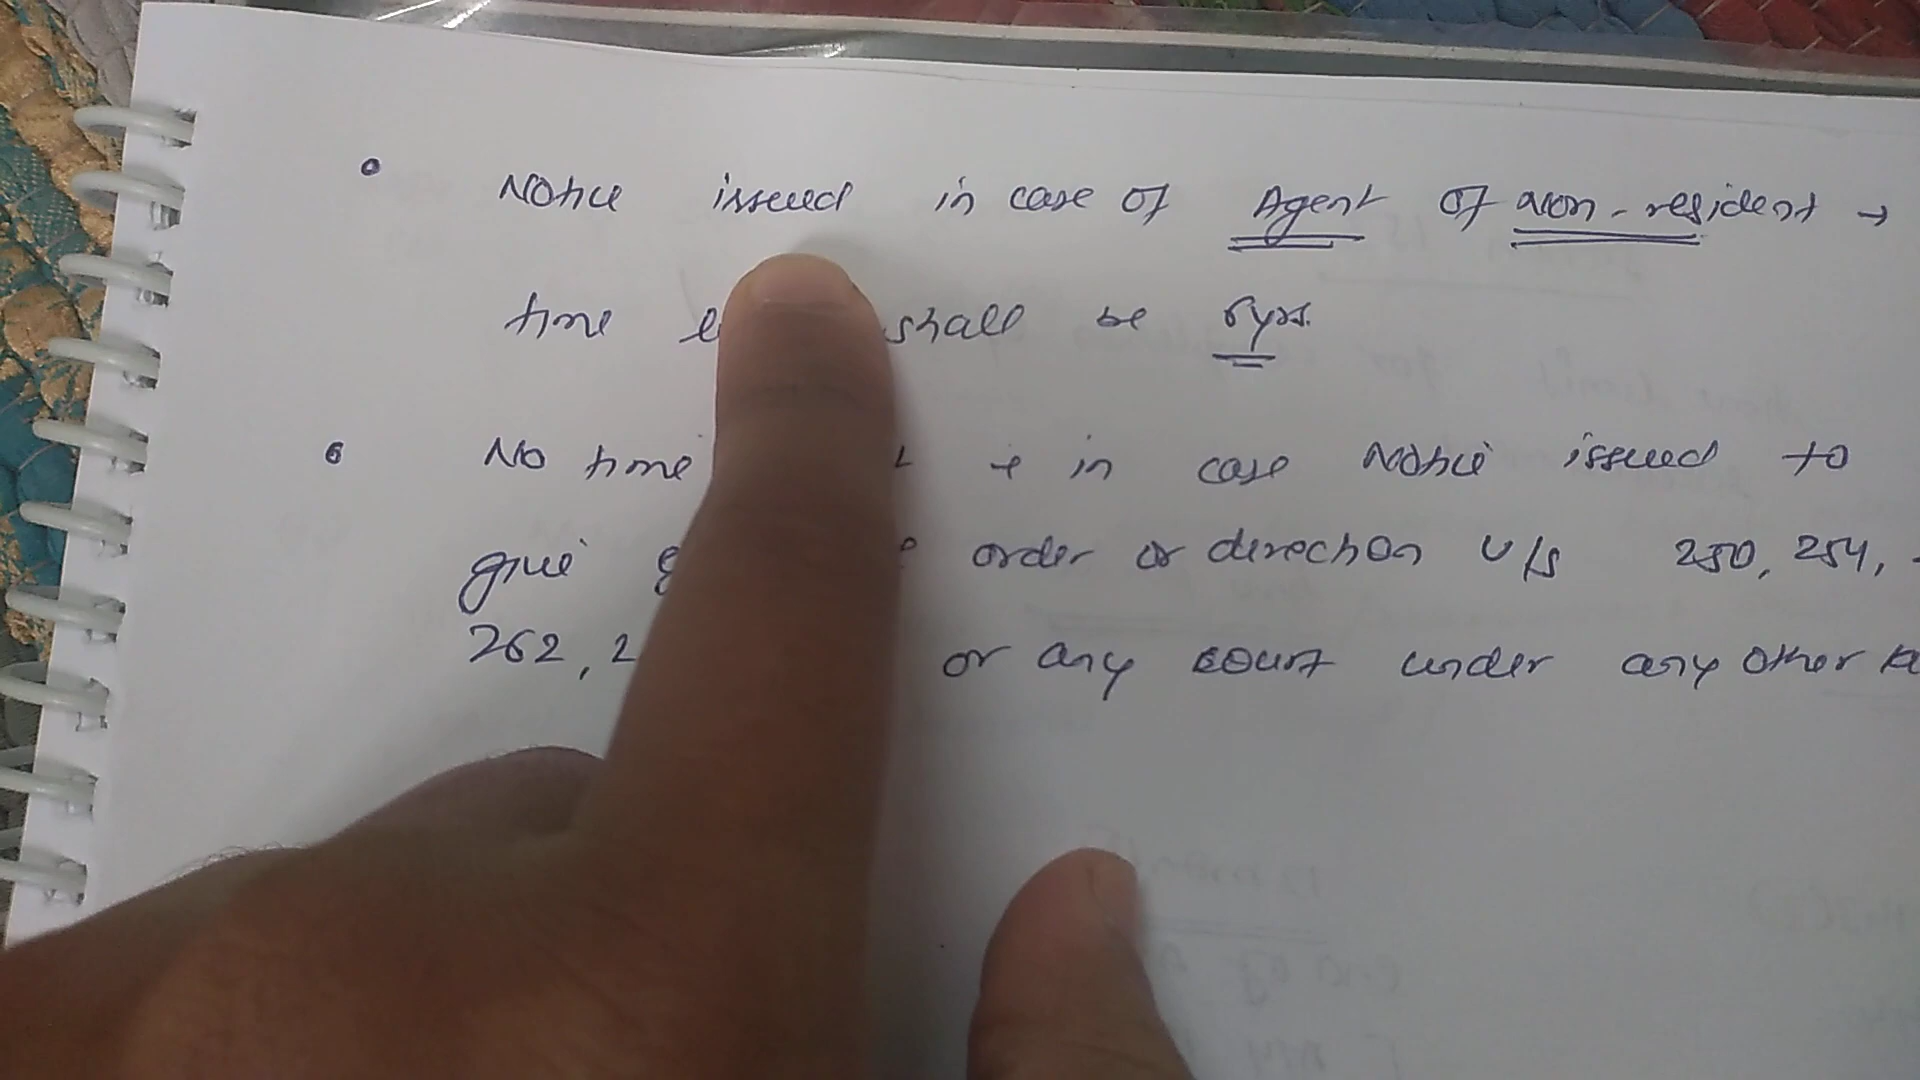 Notice issued in case of Agent of non-resident →
time shall be 6yrs.
No time → in case Notice issued to
give order or direction u/s 250, 254,
262, or any court under any other